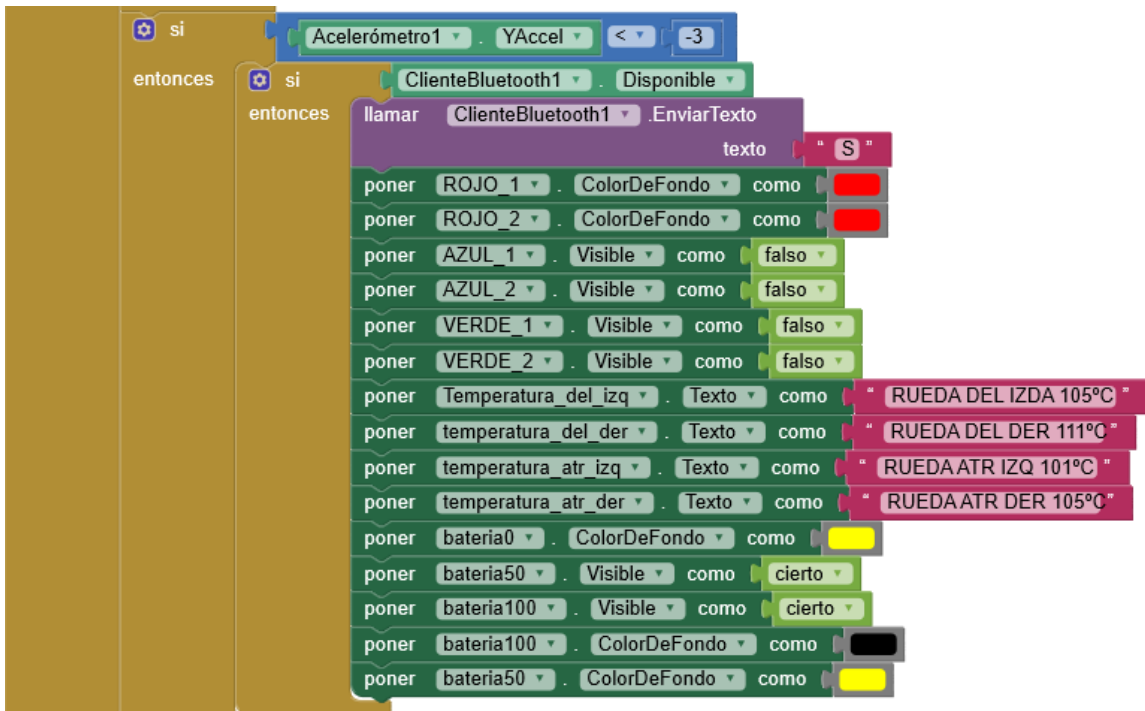 si Acelerómetro1 . YAccel < -3
entonces si ClienteBluetooth1 . Disponible
entonces llamar ClienteBluetooth1 .EnviarTexto
texto " S "
poner ROJO_1 . ColorDeFondo como
poner ROJO_2 . ColorDeFondo como
poner AZUL_1 . Visible como falso
poner AZUL_2 . Visible como falso
poner VERDE_1 . Visible como falso
poner VERDE_2 . Visible como falso
poner Temperatura_del_izq . Texto como " RUEDA DEL IZDA 105ºC "
poner temperatura_del_der . Texto como " RUEDA DEL DER 111ºC "
poner temperatura_atr_izq . Texto como " RUEDA ATR IZQ 101ºC "
poner temperatura_atr_der . Texto como " RUEDA ATR DER 105ºC "
poner bateria0 . ColorDeFondo como
poner bateria50 . Visible como cierto
poner bateria100 . Visible como cierto
poner bateria100 . ColorDeFondo como
poner bateria50 . ColorDeFondo como